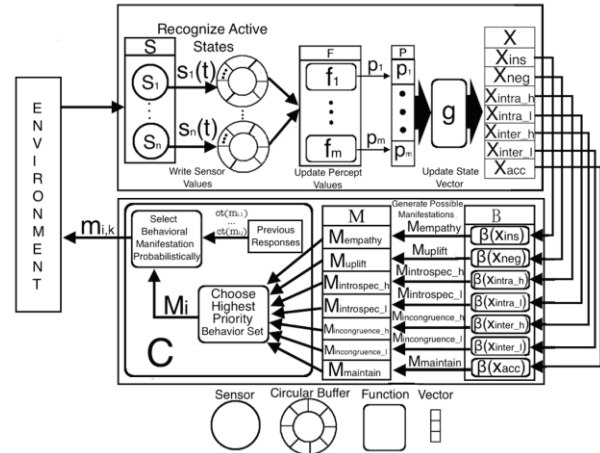 Recognize Active
States
S
S1
Sn
s1(t)
sn(t)
Write Sensor
Values
F
f1
fm
Update Percept
Values
p1
pm
P
p1
pm
g
Update State
Vector
X
Xins
Xneg
Xintra_h
Xintra_l
Xinter_h
Xinter_l
Xacc
ENVIRONMENT
mi,k
Select
Behavioral
Manifestation
Probabilistically
ct(mi,1)
...
Previous
Responses
Mi
Choose
Highest
Priority
Behavior Set
C
M
Mempathy
Muplift
Mintrospec_h
Mintrospec_l
Mincongruence_h
Mincongruence_l
Mmaintain
Generate Possible
Manifestations
Mempathy
Muplift
Mintrospec_h
Mintrospec_l
Mincongruence_h
Mincongruence_l
Mmaintain
B
β(xins)
β(xneg)
β(xintra_h)
β(xintra_l)
β(xinter_h)
β(xinter_l)
β(xacc)
Sensor
Circular Buffer
Function
Vector